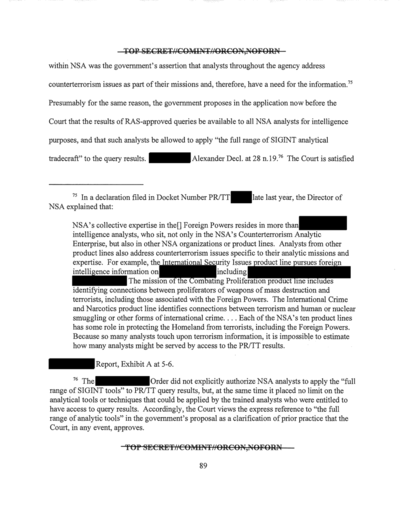 TOP SECRET//COMINT//ORCON,NOFORN
within NSA was the government's assertion that analysts throughout the agency address
counterterrorism issues as part of their missions and, therefore, have a need for the information.75
Presumably for the same reason, the government proposes in the application now before the
Court that the results of RAS-approved queries be available to all NSA analysts for intelligence
purposes, and that such analysts be allowed to apply "the full range of SIGINT analytical
tradecraft" to the query results. Alexander Decl. at 28 n.19.76 The Court is satisfied
75 In a declaration filed in Docket Number PR/TT late last year, the Director of
NSA explained that:
NSA's collective expertise in the[] Foreign Powers resides in more than
intelligence analysts, who sit, not only in the NSA's Counterterrorism Analytic
Enterprise, but also in other NSA organizations or product lines. Analysts from other
product lines also address counterterrorism issues specific to their analytic missions and
expertise. For example, the International Security Issues product line pursues foreign
intelligence information on including
The mission of the Combating Proliferation product line includes
identifying connections between proliferators of weapons of mass destruction and
terrorists, including those associated with the Foreign Powers. The International Crime
and Narcotics product line identifies connections between terrorism and human or nuclear
smuggling or other forms of international crime. . . . Each of the NSA's ten product lines
has some role in protecting the Homeland from terrorists, including the Foreign Powers.
Because so many analysts touch upon terrorism information, it is impossible to estimate
how many analysts might be served by access to the PR/TT results.
Report, Exhibit A at 5-6.
76 The Order did not explicitly authorize NSA analysts to apply the "full
range of SIGINT tools" to PR/TT query results, but, at the same time it placed no limit on the
analytical tools or techniques that could be applied by the trained analysts who were entitled to
have access to query results. Accordingly, the Court views the express reference to "the full
range of analytic tools" in the government's proposal as a clarification of prior practice that the
Court, in any event, approves.
TOP SECRET//COMINT//ORCON,NOFORN
89